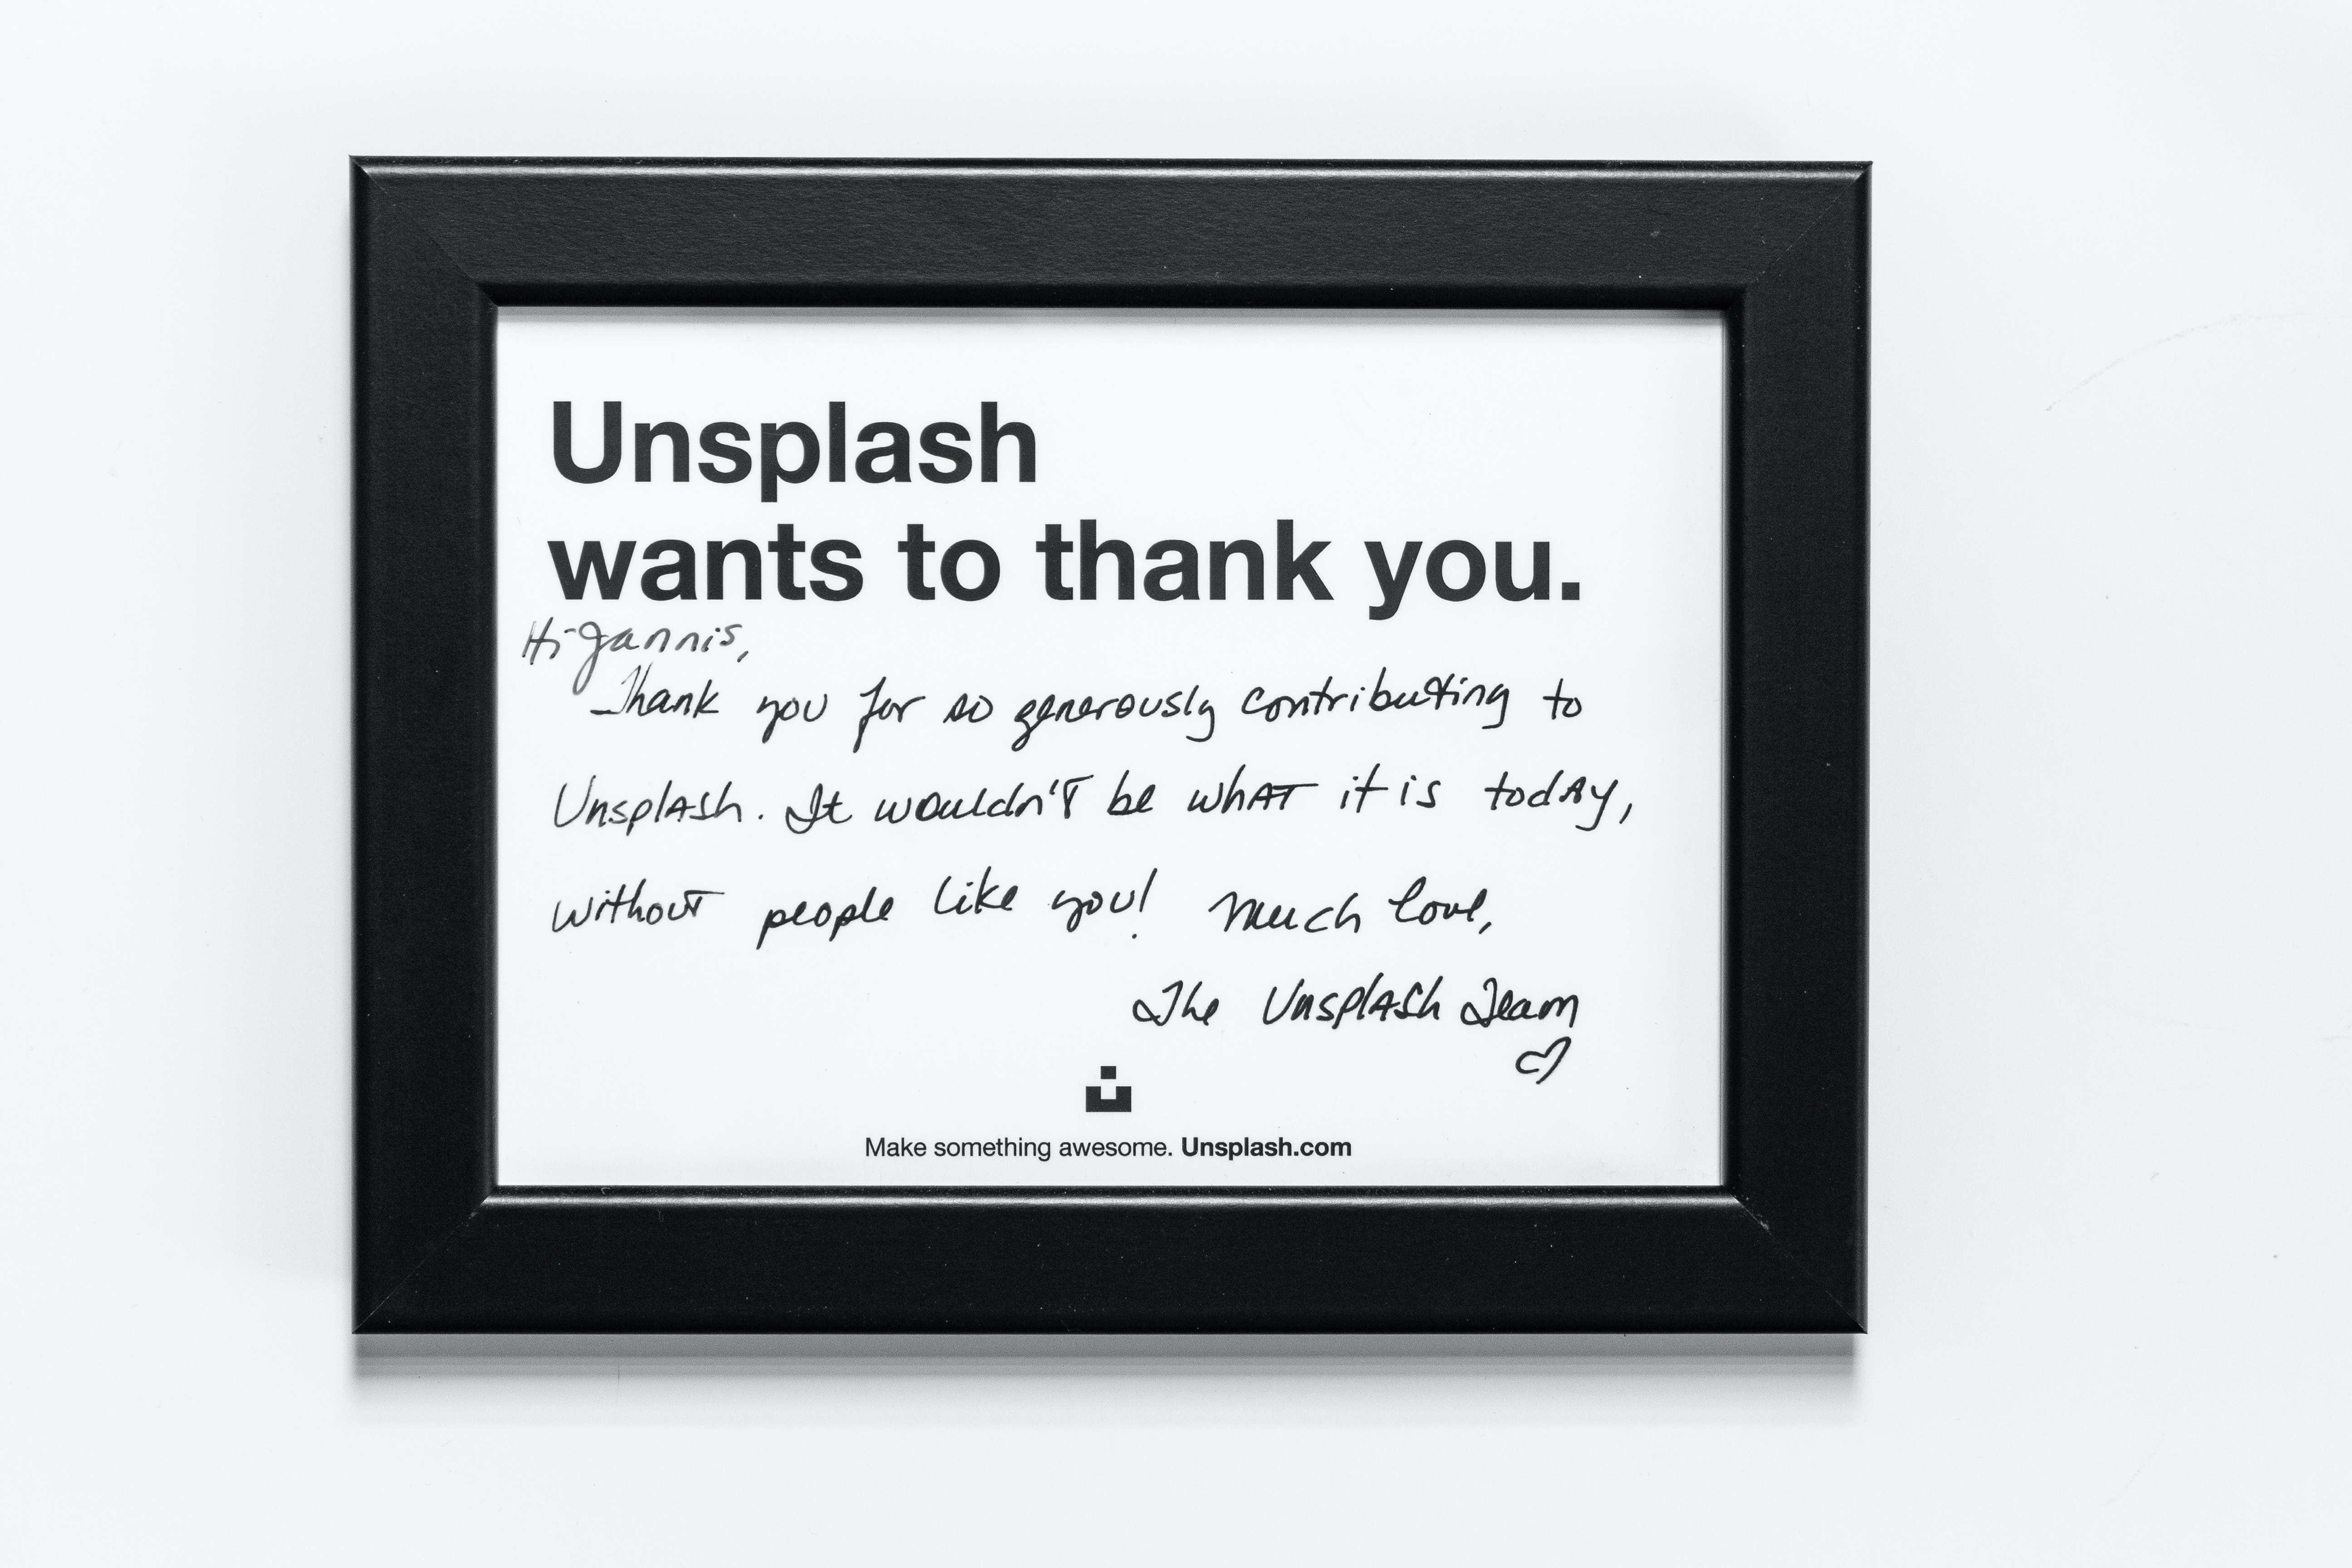 Unsplash
wants to thank you.
Hi Jannis,
Thank you for so generously contributing to
Unsplash. It wouldn't be what it is today,
without people like you! Much love,
The Unsplash Team
Make something awesome. Unsplash.com